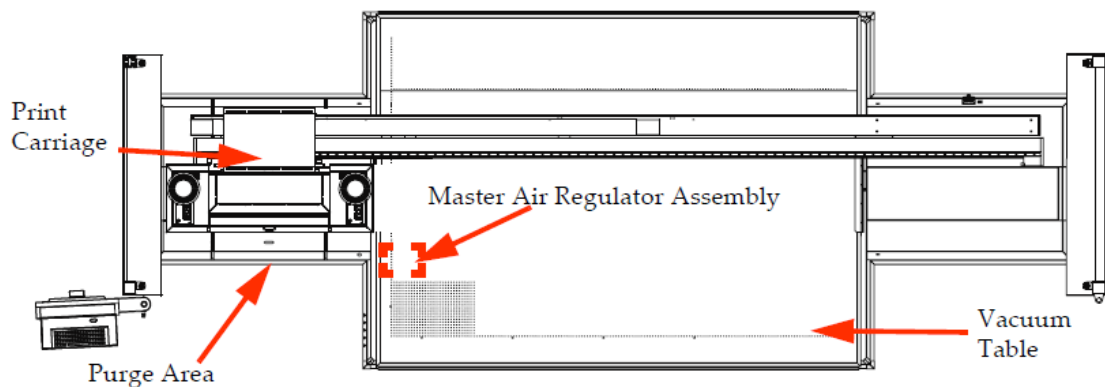 Print
Carriage
Master Air Regulator Assembly
Vacuum
Table
Purge Area